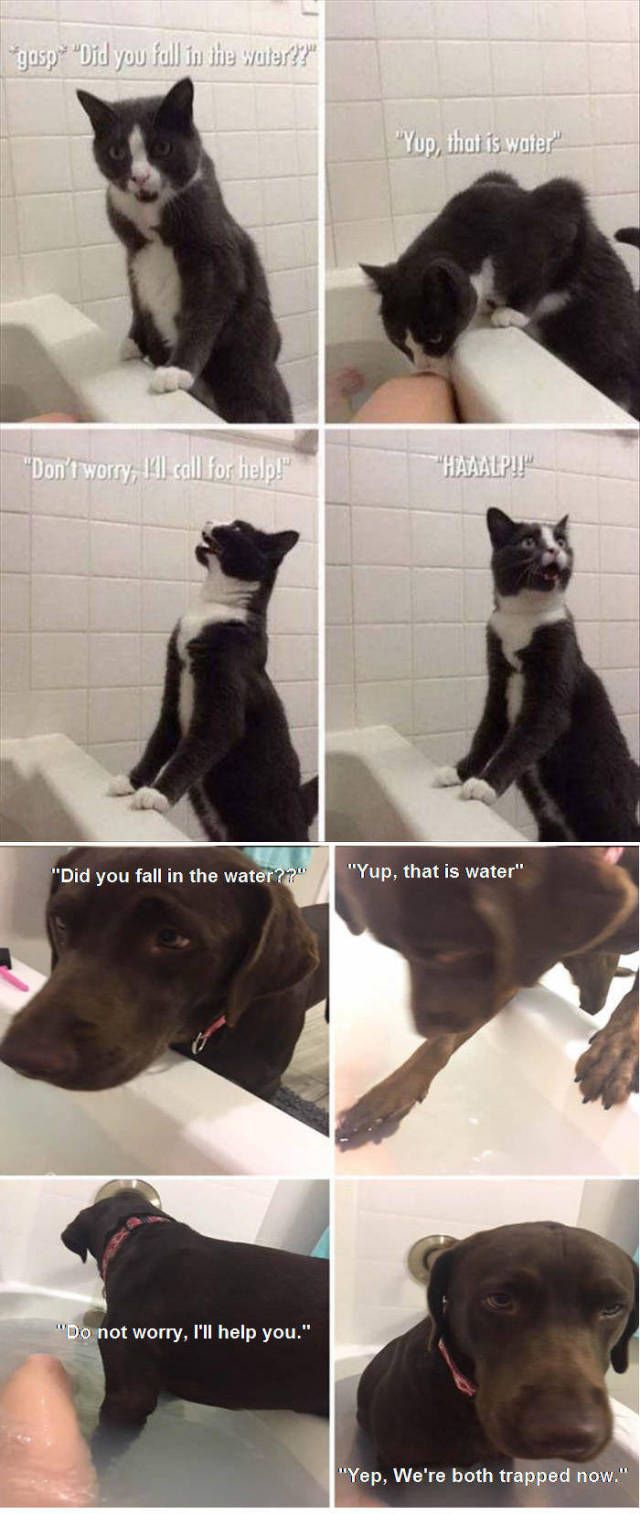 *gasp* "Did you fall in the water??"
"Yup, that is water"
"Don't worry, I'll call for help!"
"HAAALP!!"
"Did you fall in the water??"
"Yup, that is water"
"Do not worry, I'll help you."
"Yep, We're both trapped now."